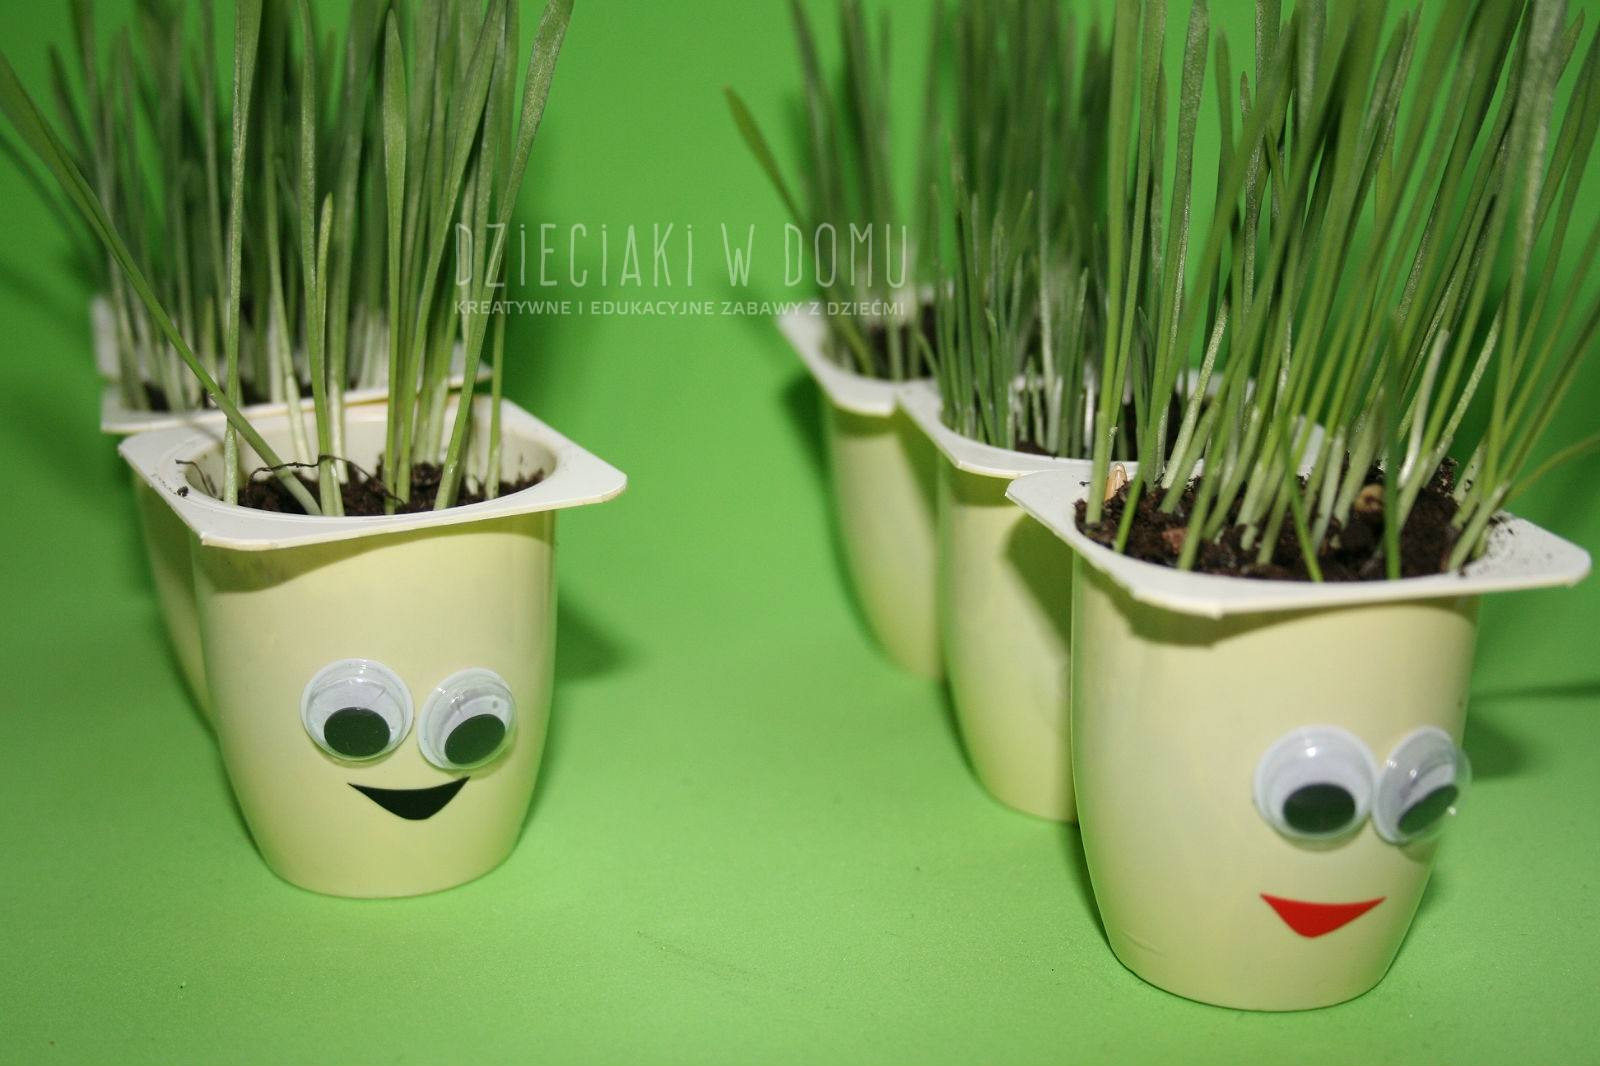 DZIECIAKI W DOMU
KREATYWNE I EDUKACYJNE ZABAWY Z DZIEĆMI